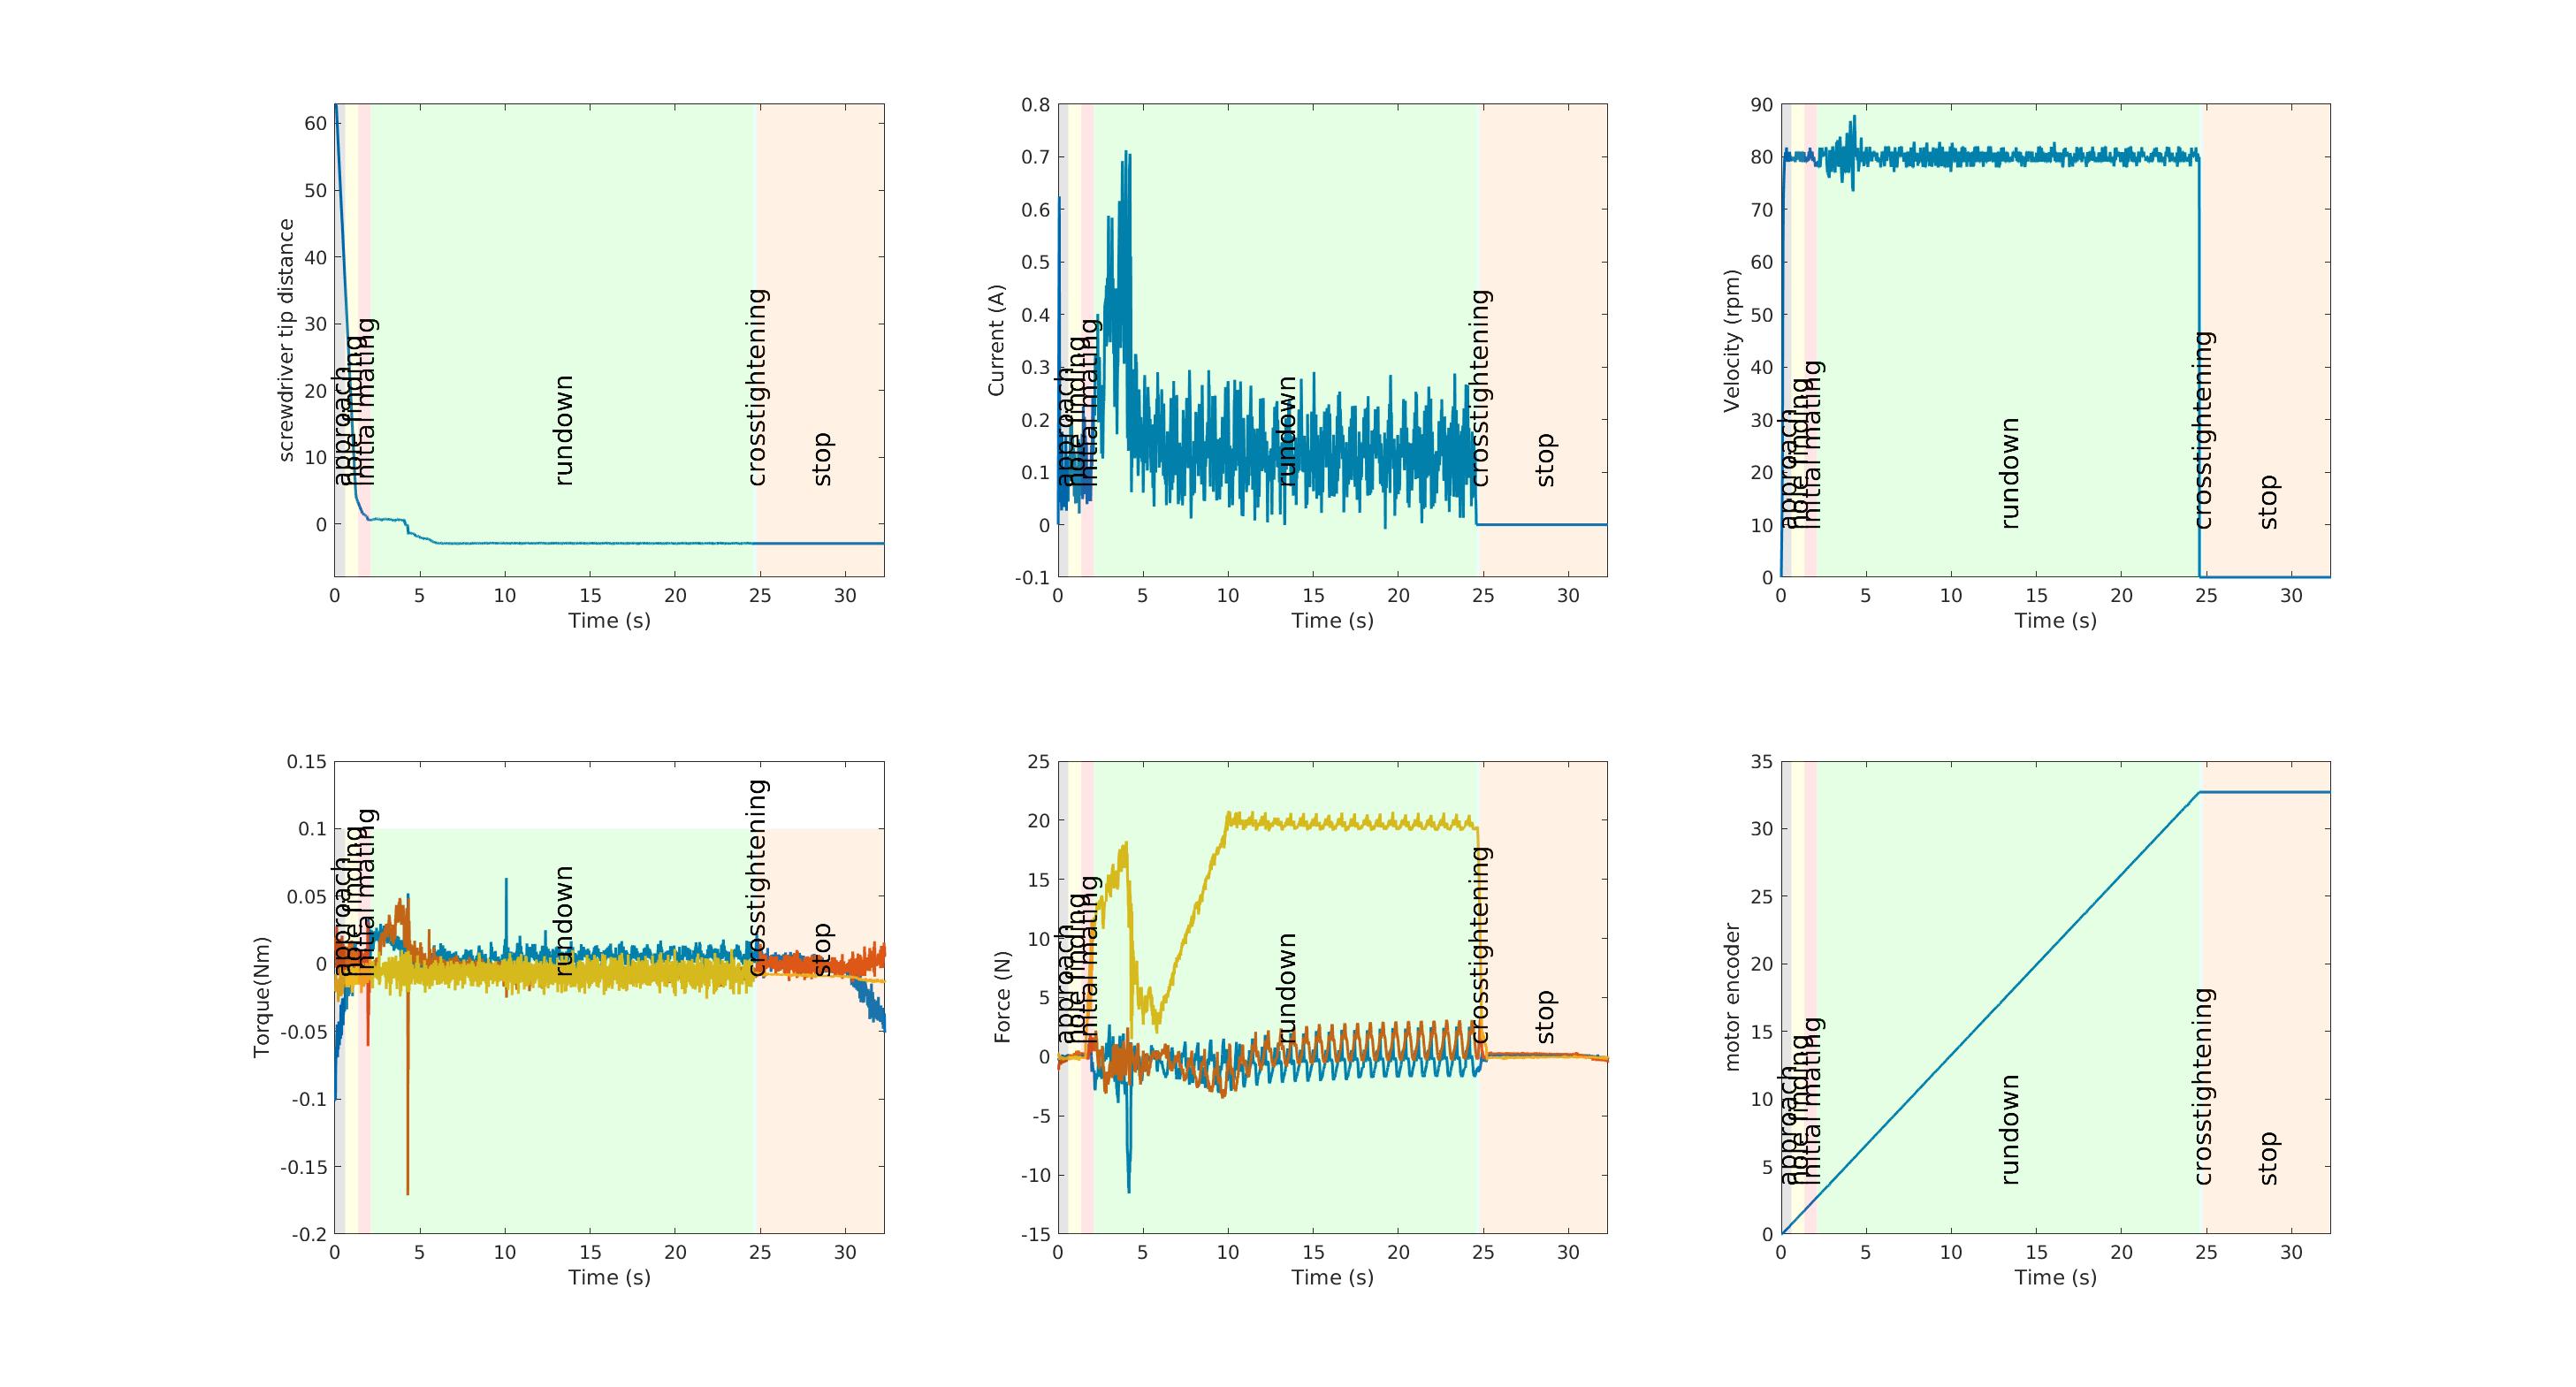 screwdriver tip distance
60
50
40
30
20
10
0
approach
hole finding
initial mating
rundown
crosstightening
stop
0 5 10 15 20 25 30
Time (s)
Current (A)
0.8
0.7
0.6
0.5
0.4
0.3
0.2
0.1
0
-0.1
approach
hole finding
initial mating
rundown
crosstightening
stop
0 5 10 15 20 25 30
Time (s)
Velocity (rpm)
90
80
70
60
50
40
30
20
10
0
approach
hole finding
initial mating
rundown
crosstightening
stop
0 5 10 15 20 25 30
Time (s)
Torque(Nm)
0.15
0.1
0.05
0
-0.05
-0.1
-0.15
-0.2
approach
hole finding
initial mating
rundown
crosstightening
stop
0 5 10 15 20 25 30
Time (s)
Force (N)
25
20
15
10
5
0
-5
-10
-15
approach
hole finding
initial mating
rundown
crosstightening
stop
0 5 10 15 20 25 30
Time (s)
motor encoder
35
30
25
20
15
10
5
0
approach
hole finding
initial mating
rundown
crosstightening
stop
0 5 10 15 20 25 30
Time (s)